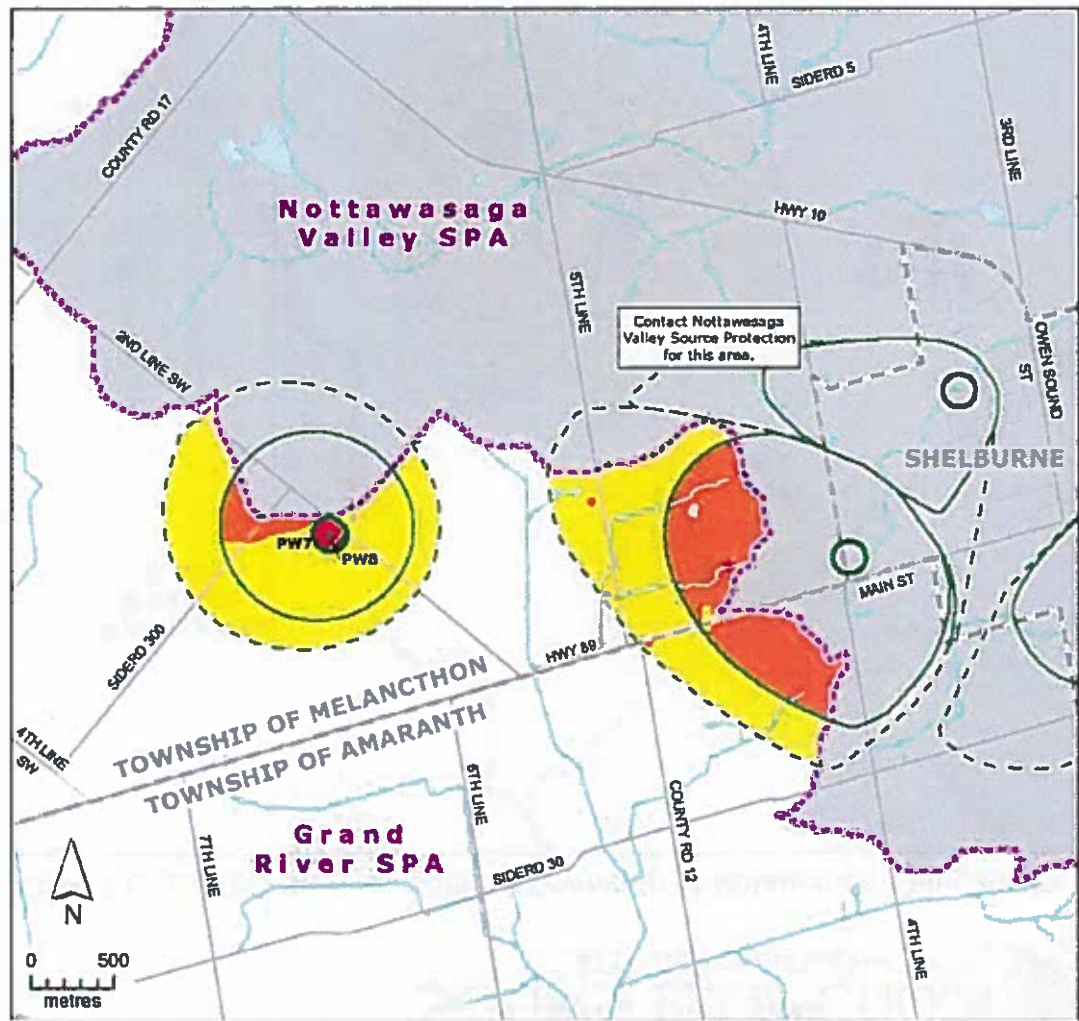 4TH LINE
SIDERD 5
COUNTY RD 17
3RD LINE
Nottawasaga
Valley SPA
HWY 10
5TH LINE
Contact Nottawasaga
Valley Source Protection
for this area.
2ND LINE SW
OWEN SOUND
ST
SHELBURNE
PW7
PW8
MAIN ST
SIDERD 300
HWY 89
TOWNSHIP OF MELANCTHON
TOWNSHIP OF AMARANTH
4TH LINE
SW
6TH LINE
COUNTY RD 12
7TH LINE
Grand
River SPA
SIDERD 30
4TH LINE
N
0 500
metres